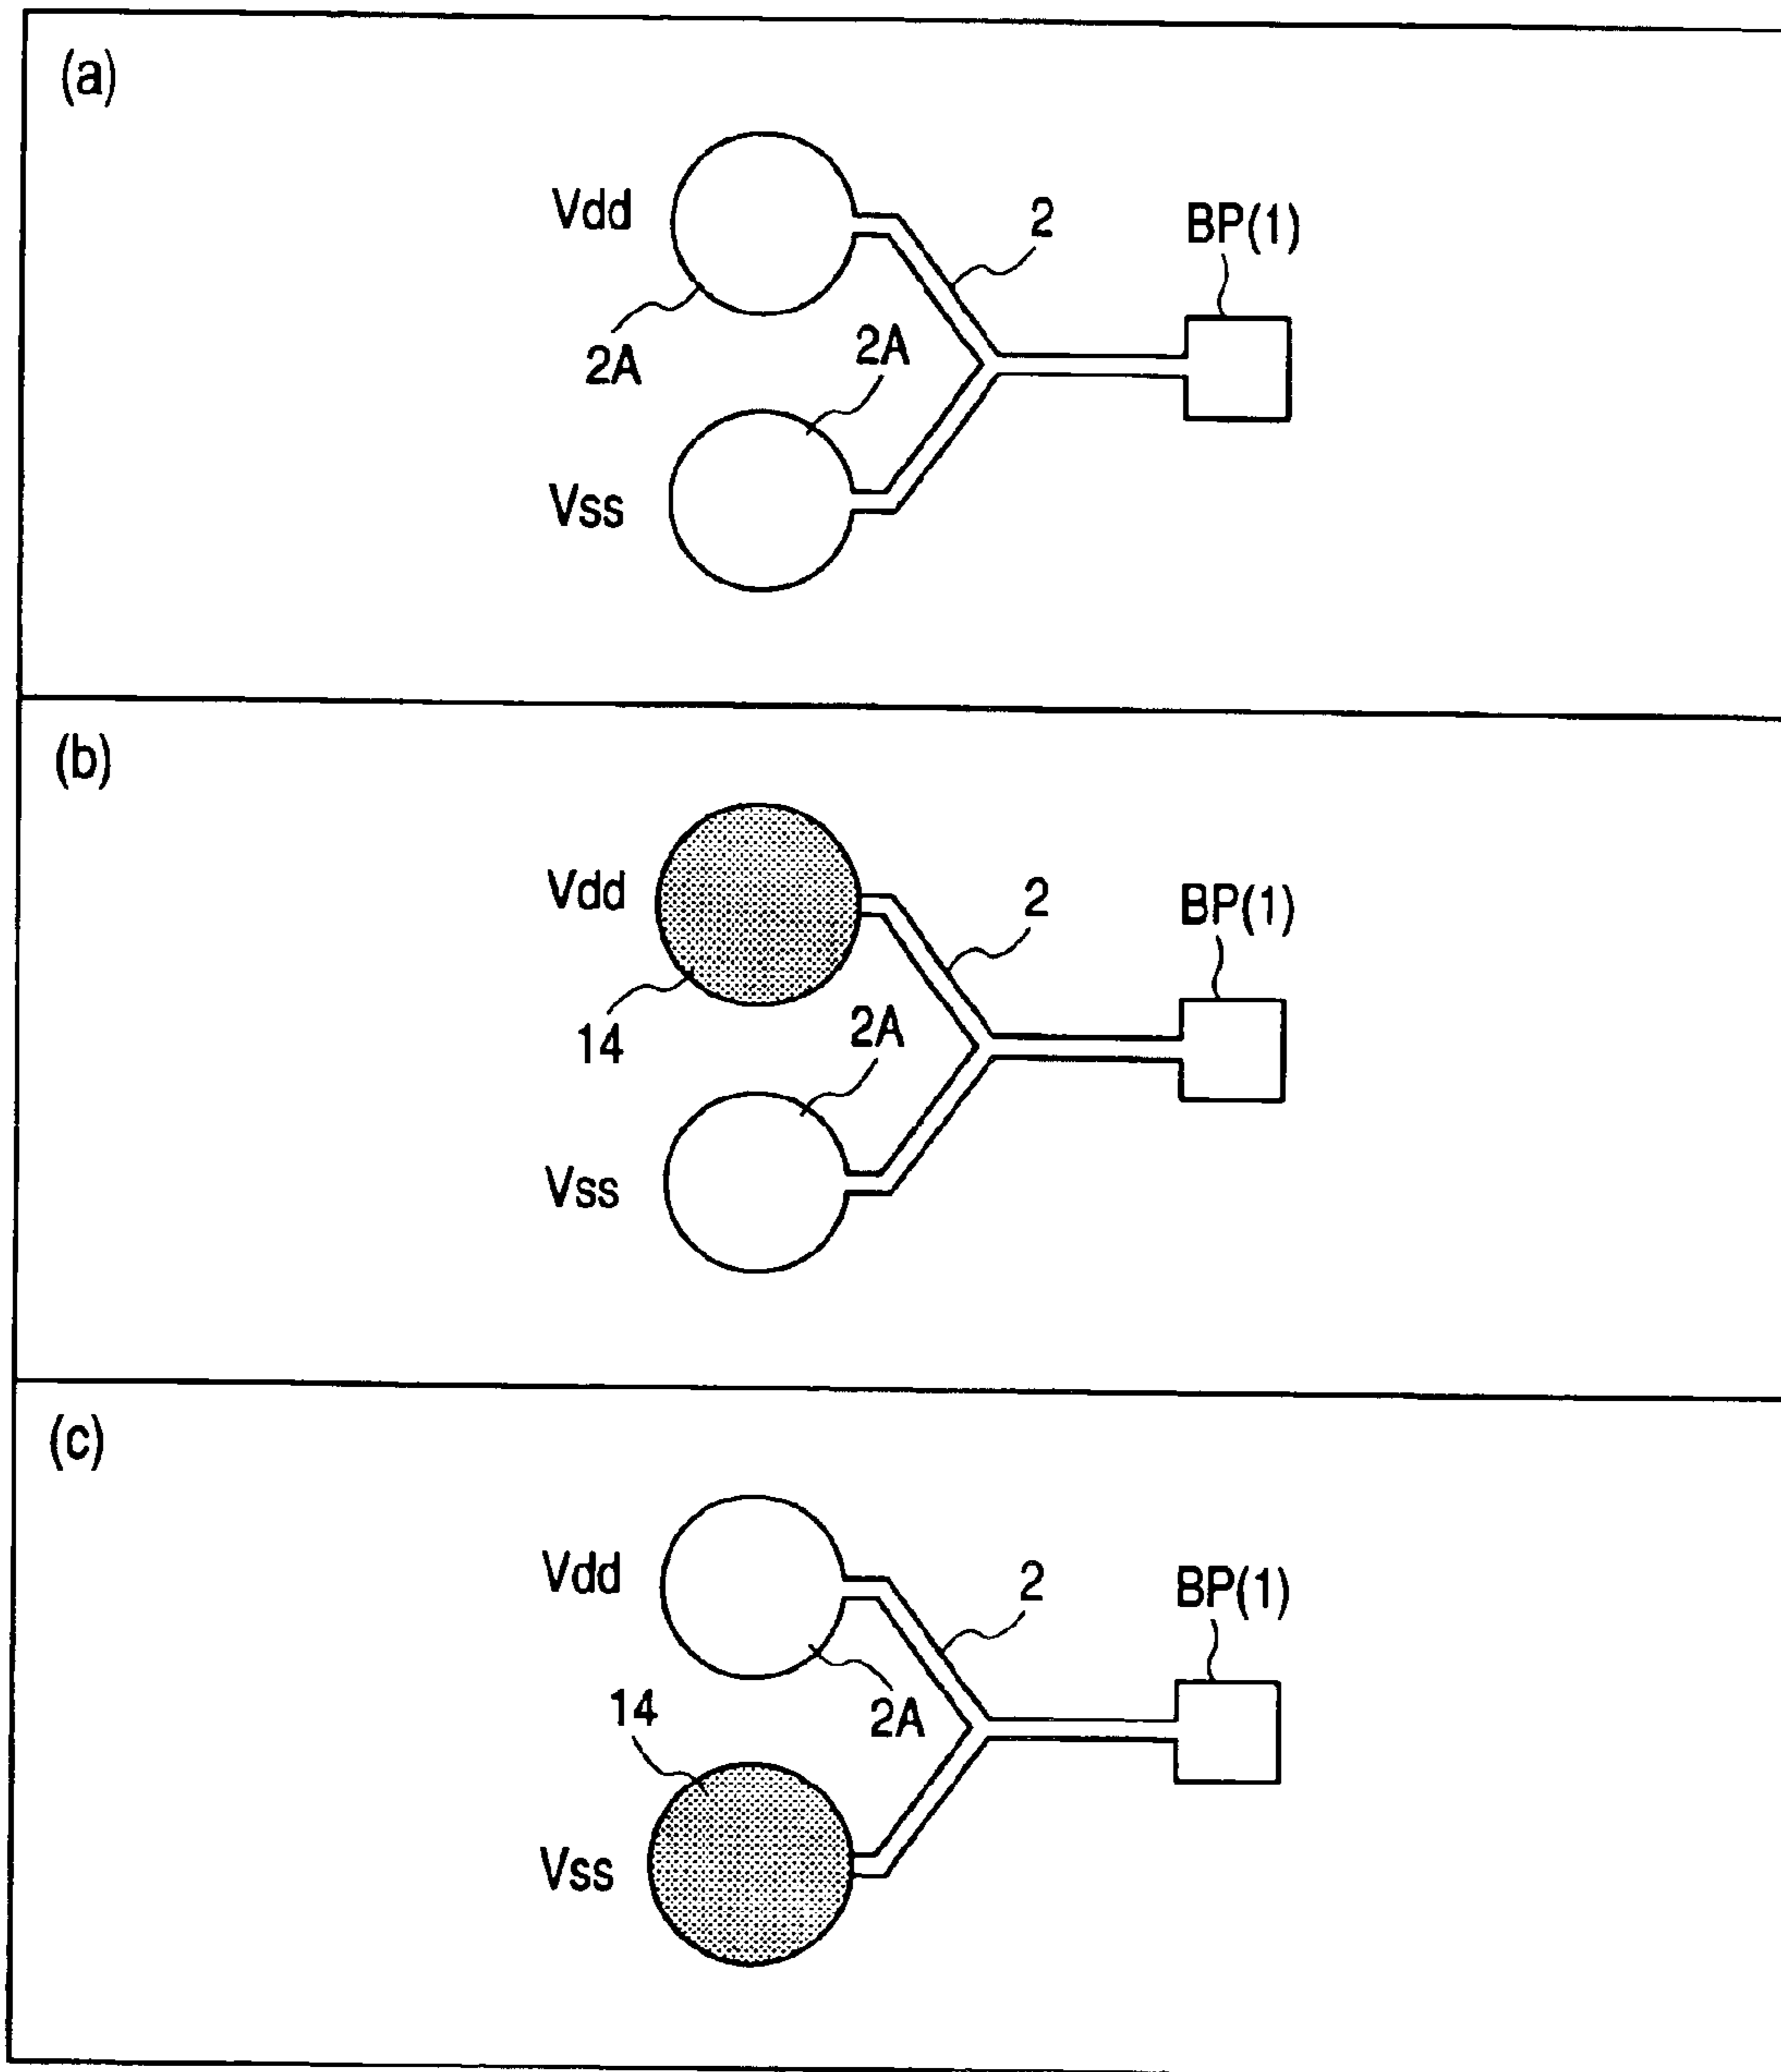 (a)
Vdd
2
BP(1)
2A
2A
Vss
(b)
Vdd
2
BP(1)
14
2A
Vss
(c)
Vdd
2
BP(1)
14
2A
Vss